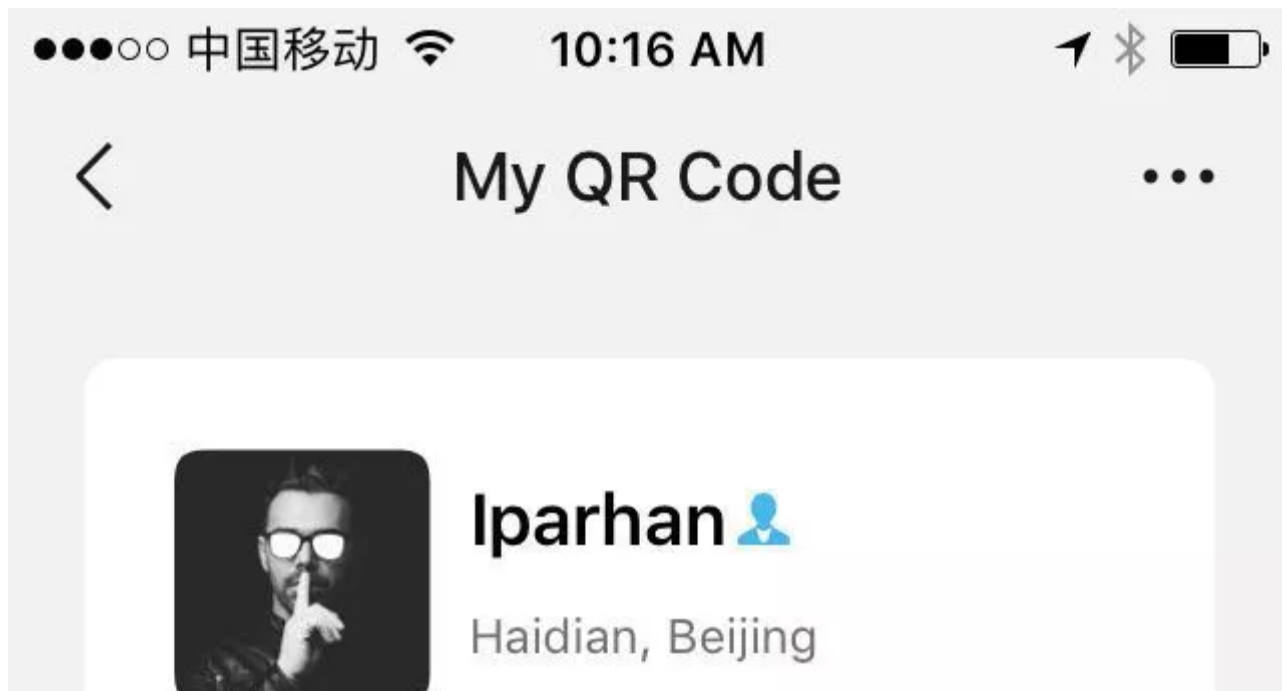 中国移动 10:16 AM
My QR Code
Iparhan
Haidian, Beijing